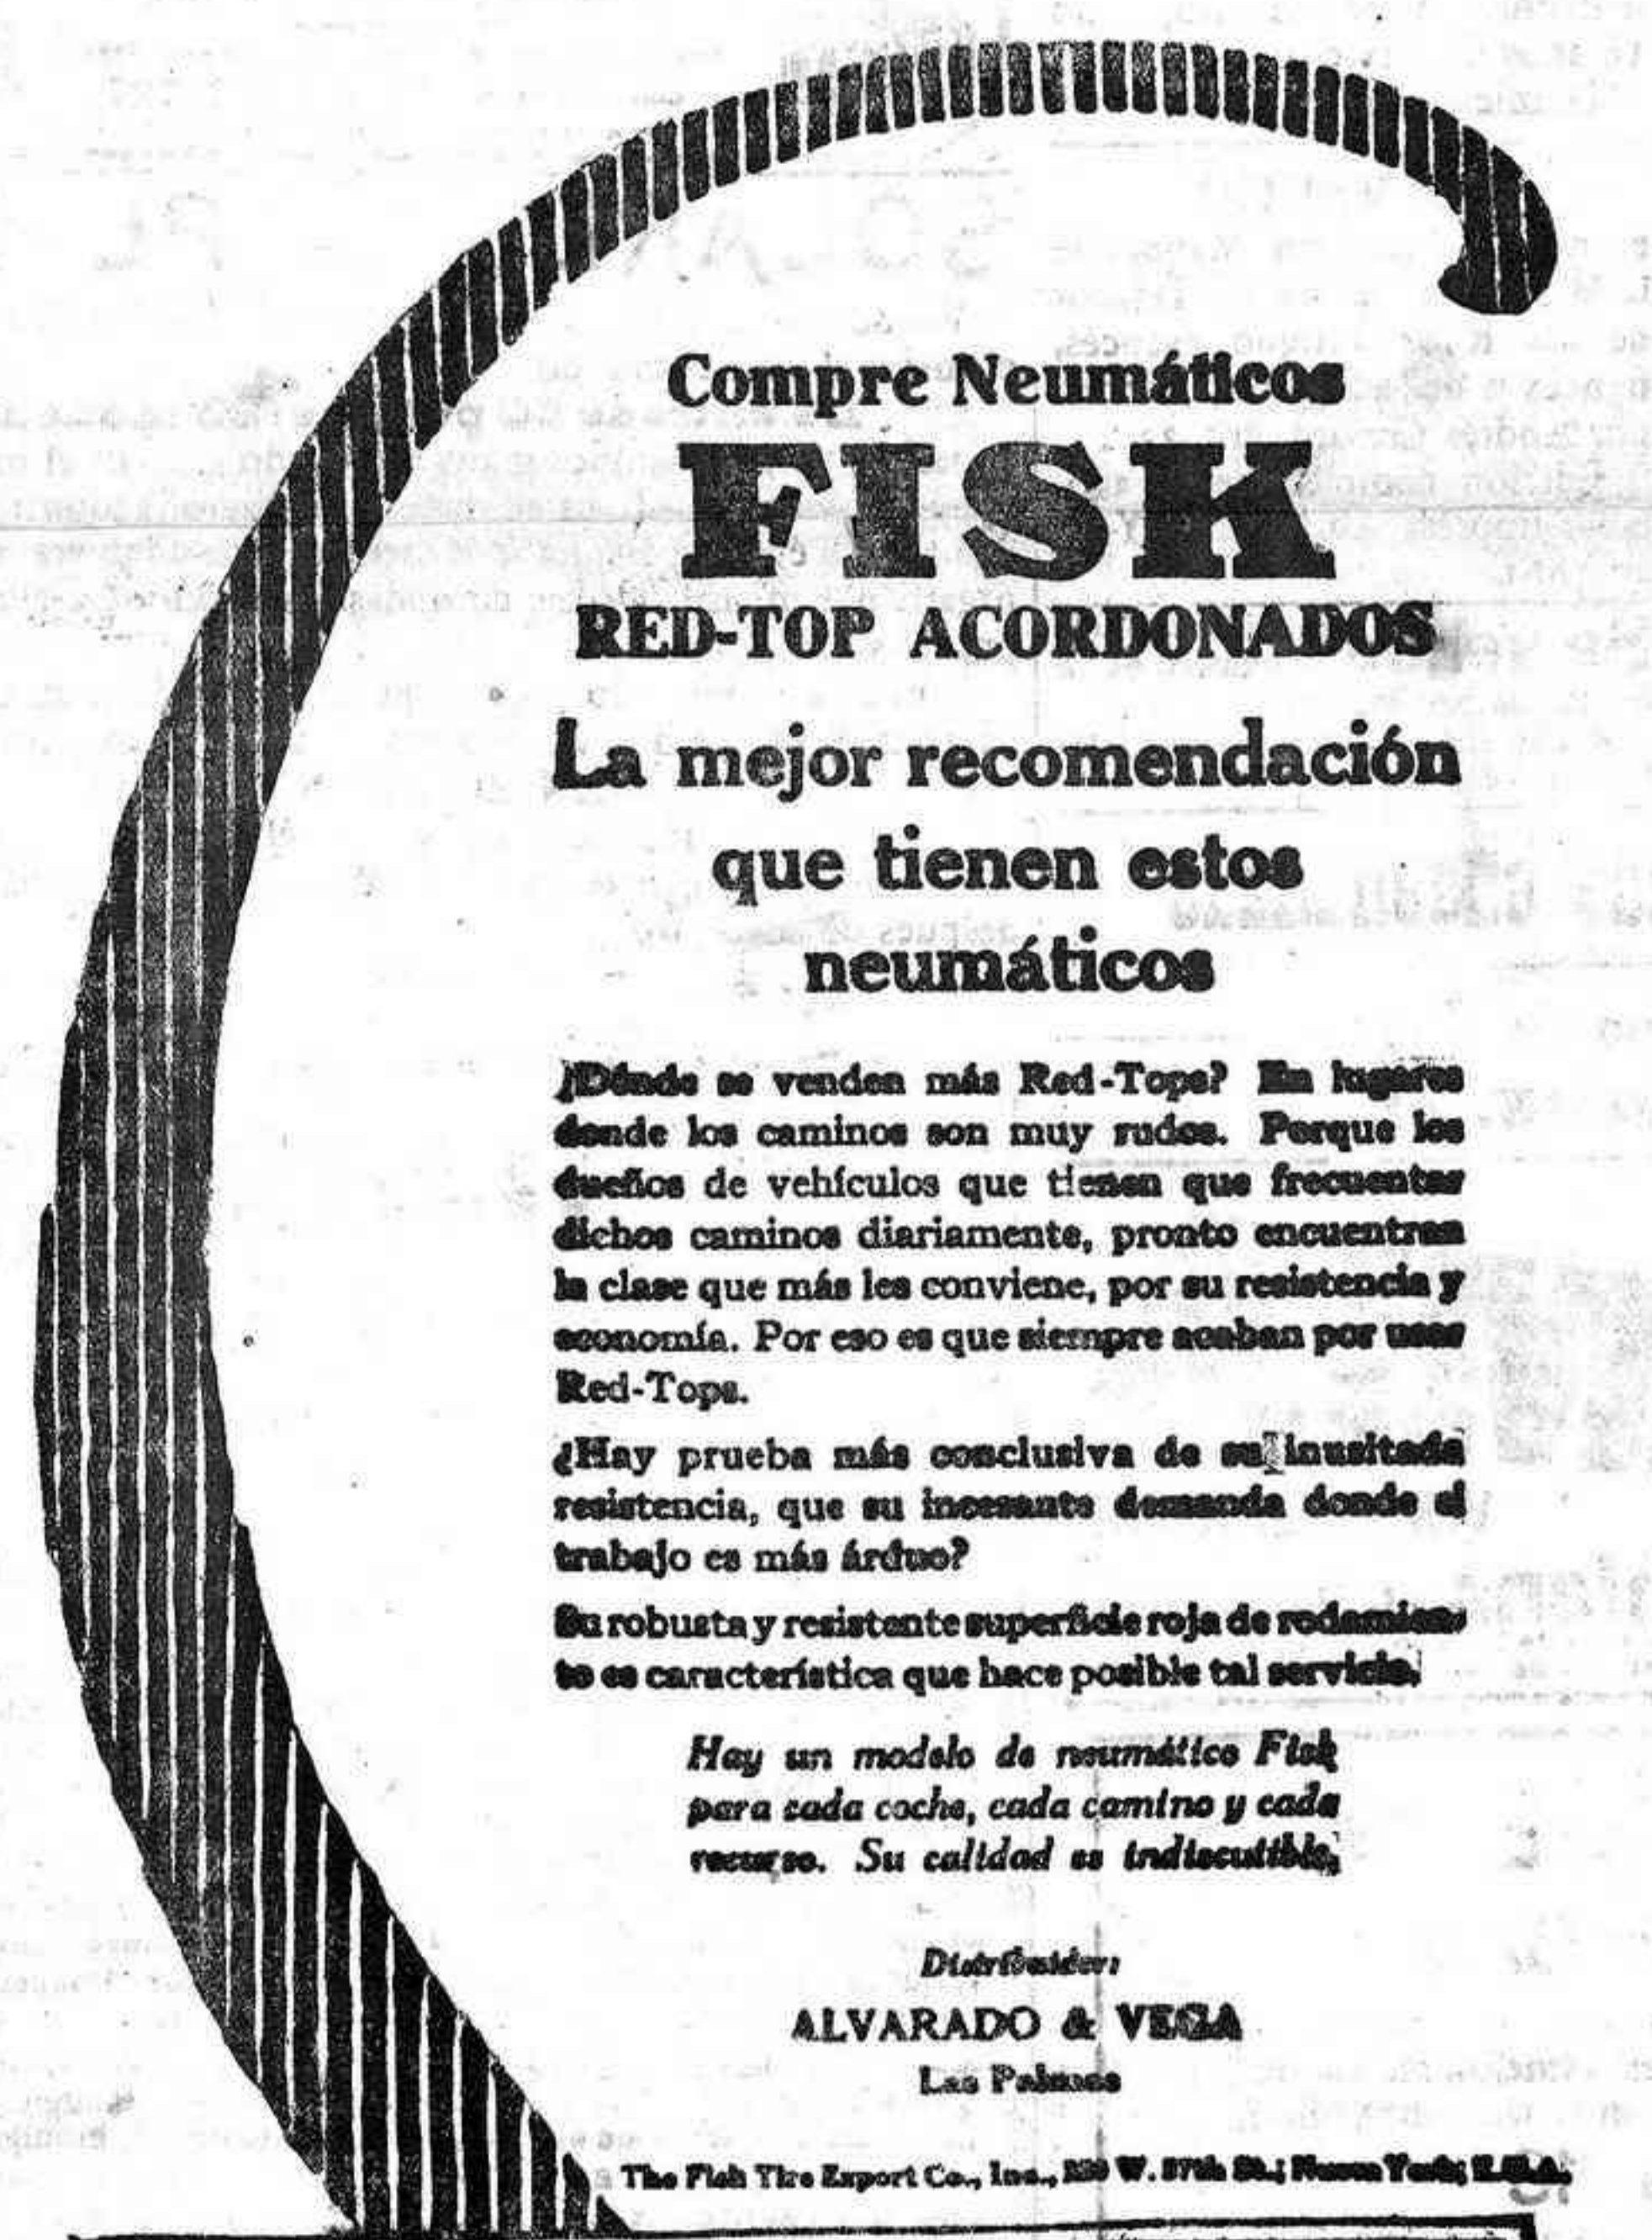 Compre Neumáticos
FISK
RED-TOP ACORDONADOS
La mejor recomendación
que tienen estos
neumáticos
¿Dónde se venden más Red-Tops? En lugares
donde los caminos son muy rudos. Porque los
dueños de vehículos que tienen que frecuentar
dichos caminos diariamente, pronto encuentran
la clase que más les conviene, por su resistencia y
economía. Por eso es que siempre acaban por usar
Red-Tops.
¿Hay prueba más conclusiva de su inusitada
resistencia, que su incesante demanda donde el
trabajo es más árduo?
Su robusta y resistente superficie roja de rodamien-
to es característica que hace posible tal servicio.
Hay un modelo de neumático Fisk
para cada coche, cada camino y cada
recurso. Su calidad es indiscutible.
Distribuidor:
ALVARADO & VEGA
Las Palmas
The Fisk Tire Export Co., Inc., W. 57th St.; Nueva York; E.U.A.